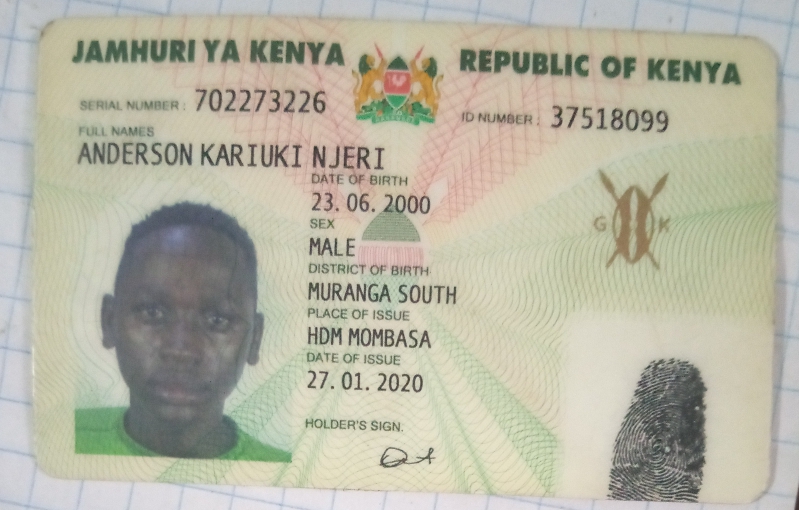 JAMHURI YA KENYA
REPUBLIC OF KENYA
SERIAL NUMBER : 702273226
ID NUMBER : 37518099
FULL NAMES
ANDERSON KARIUKI NJERI
DATE OF BIRTH
23. 06. 2000
SEX
MALE
G K
DISTRICT OF BIRTH
MURANGA SOUTH
PLACE OF ISSUE
HDM MOMBASA
DATE OF ISSUE
27. 01. 2020
HOLDER'S SIGN.